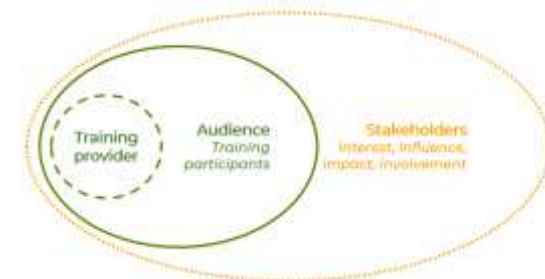 Training
provider
Audience
Training
participants
Stakeholders
Interest, influence,
impact, involvement